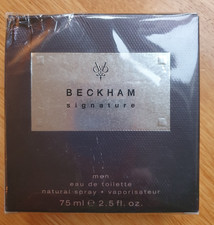 BECKHAM
signature
men
eau de toilette
natural spray • vaporisateur
75 ml e 2.5 fl. oz.